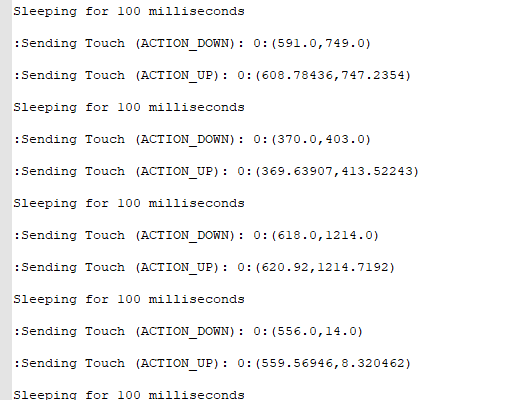 Sleeping for 100 milliseconds
:Sending Touch (ACTION_DOWN): 0:(591.0,749.0)
:Sending Touch (ACTION_UP): 0:(608.78436,747.2354)
Sleeping for 100 milliseconds
:Sending Touch (ACTION_DOWN): 0:(370.0,403.0)
:Sending Touch (ACTION_UP): 0:(369.63907,413.52243)
Sleeping for 100 milliseconds
:Sending Touch (ACTION_DOWN): 0:(618.0,1214.0)
:Sending Touch (ACTION_UP): 0:(620.92,1214.7192)
Sleeping for 100 milliseconds
:Sending Touch (ACTION_DOWN): 0:(556.0,14.0)
:Sending Touch (ACTION_UP): 0:(559.56946,8.320462)
Sleeping for 100 milliseconds